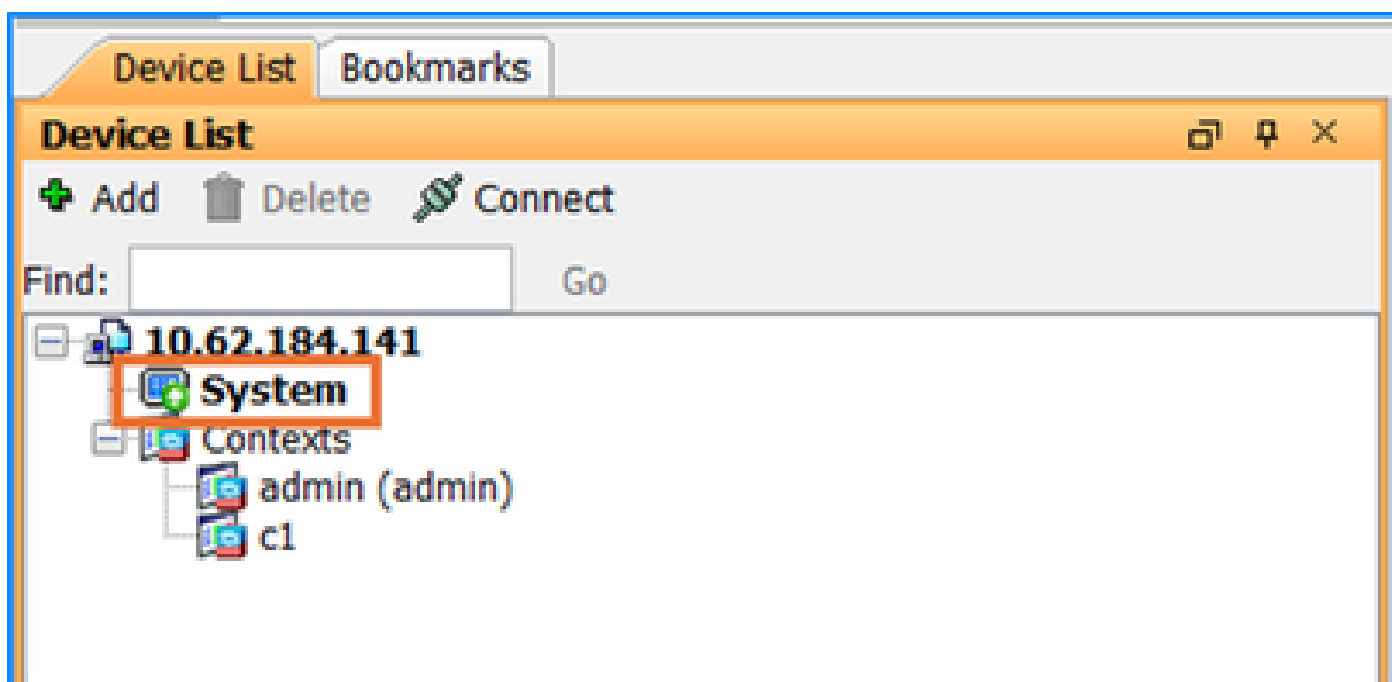 Device List Bookmarks
Device List
Add Delete Connect
Find: Go
10.62.184.141
System
Contexts
admin (admin)
c1